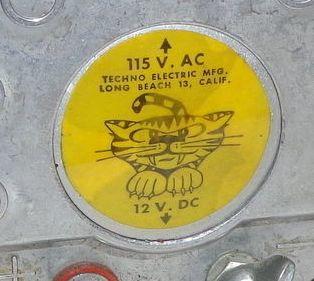 115 V. AC
TECHNO ELECTRIC MFG.
LONG BEACH 13, CALIF.
12 V. DC